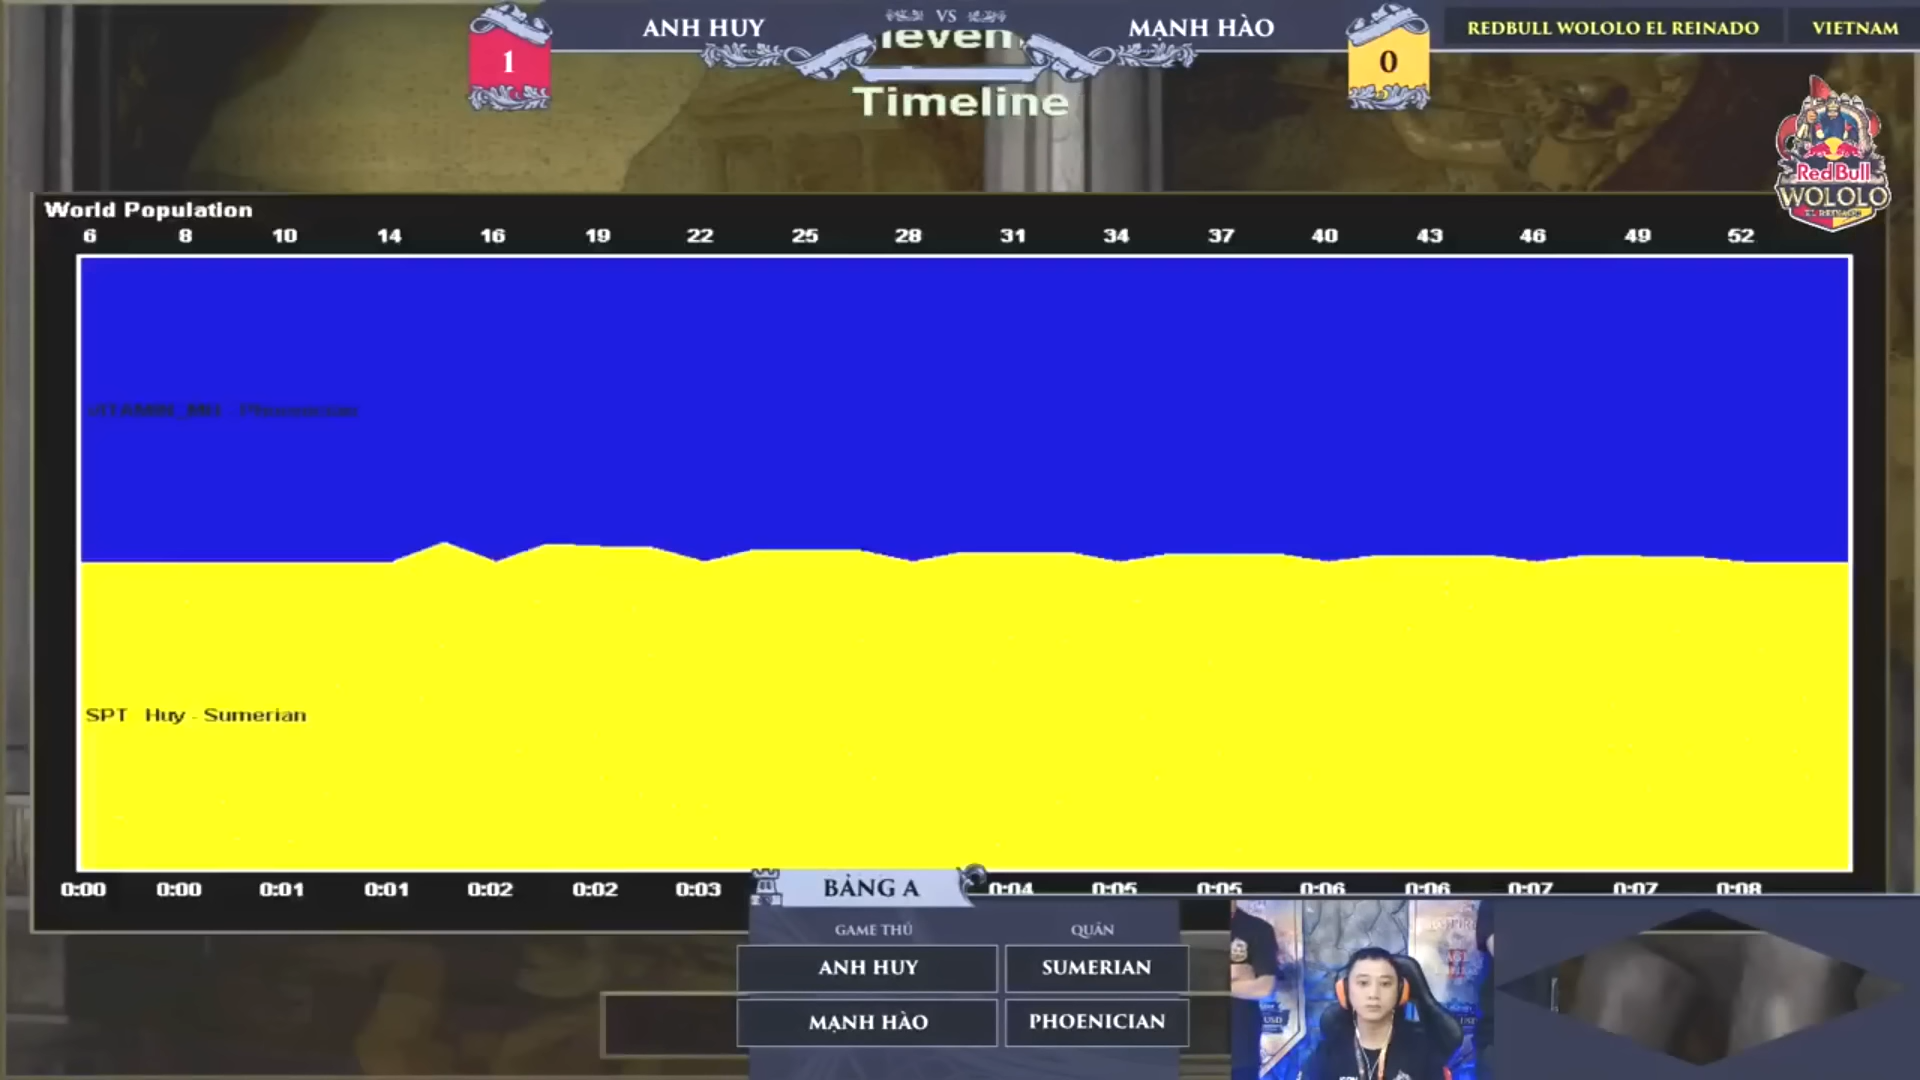 ANH HUY
VS
MẠNH HÀO
REDBULL WOLOLO EL REINADO
VIETNAM
1
0
Timeline
RedBull
WOLOLO
EL REINADO
World Population
6 8 10 14 16 19 22 25 28 31 34 37 40 43 46 49 52
Phoenician
SPT Huy - Sumerian
0:00 0:00 0:01 0:01 0:02 0:02 0:03 0:04 0:05 0:05 0:06 0:06 0:07 0:07 0:08
BẢNG A
GAME THỦ
QUÂN
ANH HUY
SUMERIAN
MẠNH HÀO
PHOENICIAN